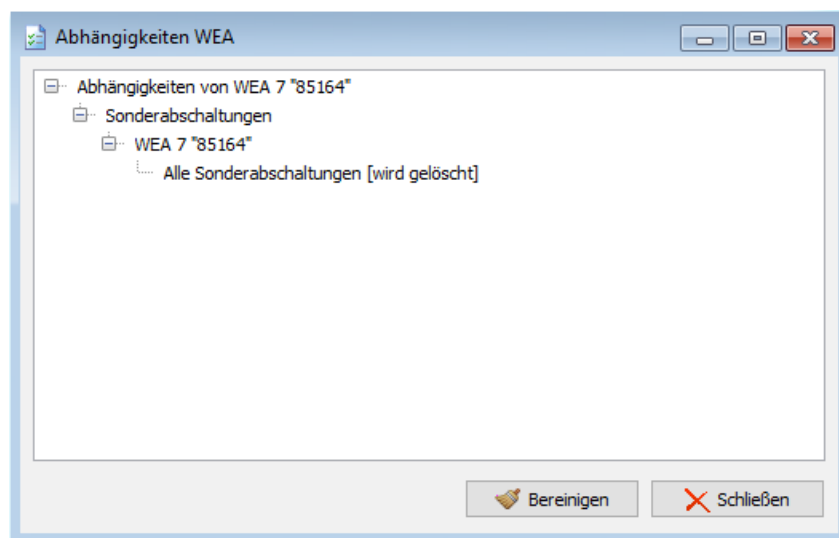 Abhängigkeiten WEA
Abhängigkeiten von WEA 7 "85164"
Sonderabschaltungen
WEA 7 "85164"
Alle Sonderabschaltungen [wird gelöscht]
Bereinigen
Schließen